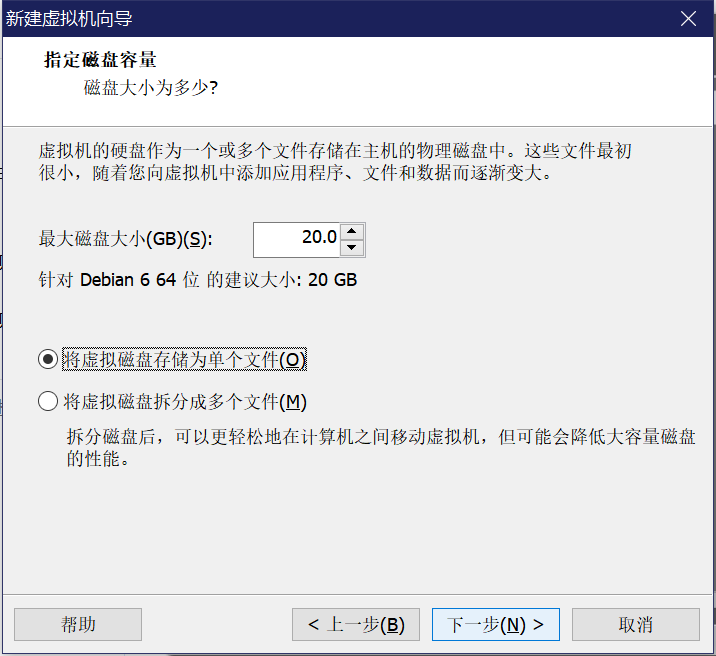 新建虚拟机向导
指定磁盘容量
磁盘大小为多少?
虚拟机的硬盘作为一个或多个文件存储在主机的物理磁盘中。这些文件最初
很小，随着您向虚拟机中添加应用程序、文件和数据而逐渐变大。
最大磁盘大小(GB)(S): 20.0
针对 Debian 6 64 位 的建议大小: 20 GB
将虚拟磁盘存储为单个文件(O)
将虚拟磁盘拆分成多个文件(M)
拆分磁盘后，可以更轻松地在计算机之间移动虚拟机，但可能会降低大容量磁盘
的性能。
帮助 < 上一步(B) 下一步(N) > 取消